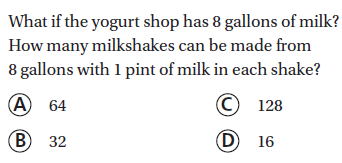 What if the yogurt shop has 8 gallons of milk?
How many milkshakes can be made from
8 gallons with 1 pint of milk in each shake?
A 64
C 128
B 32
D 16